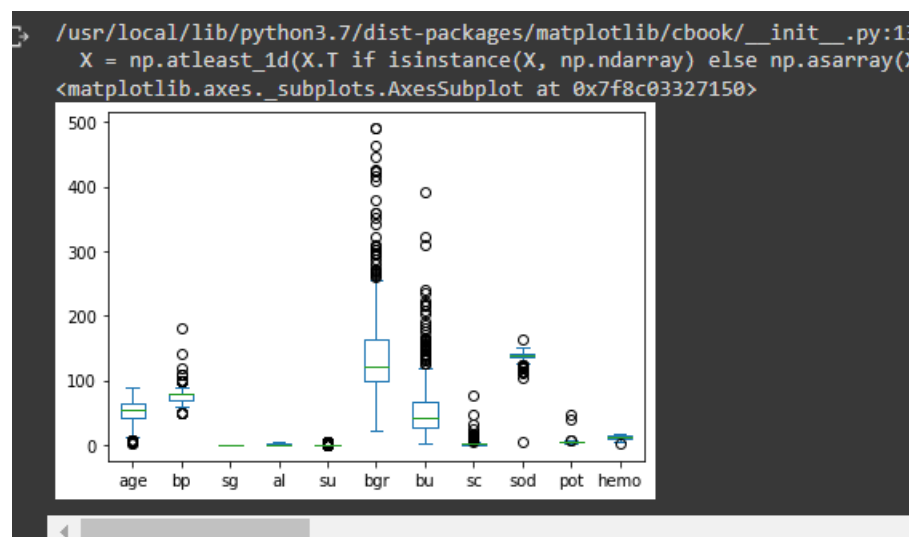 /usr/local/lib/python3.7/dist-packages/matplotlib/cbook/__init__.py:13
X = np.atleast_1d(X.T if isinstance(X, np.ndarray) else np.asarray(X
<matplotlib.axes._subplots.AxesSubplot at 0x7f8c03327150>
500
400
300
200
100
0
age bp sg al su bgr bu sc sod pot hemo